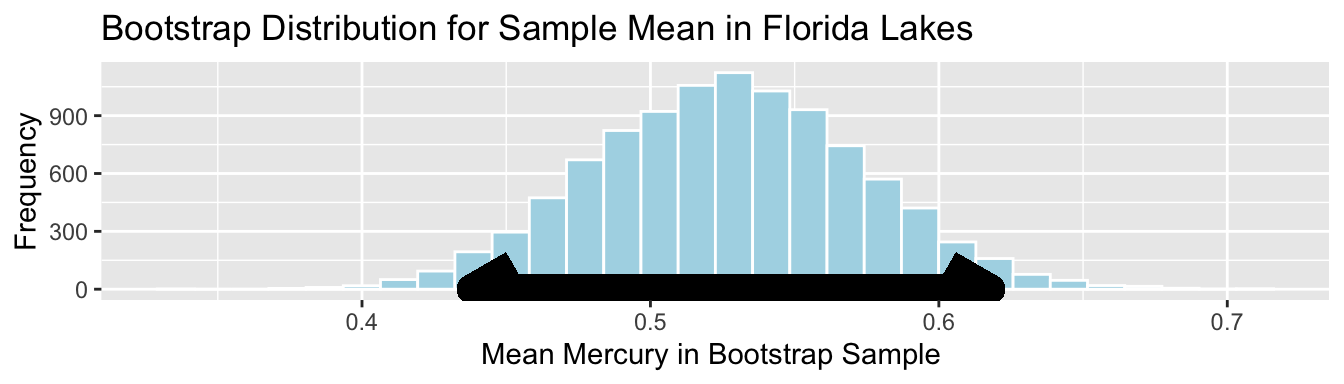 Bootstrap Distribution for Sample Mean in Florida Lakes
900
600
300
0
Frequency
0.4 0.5 0.6 0.7
Mean Mercury in Bootstrap Sample